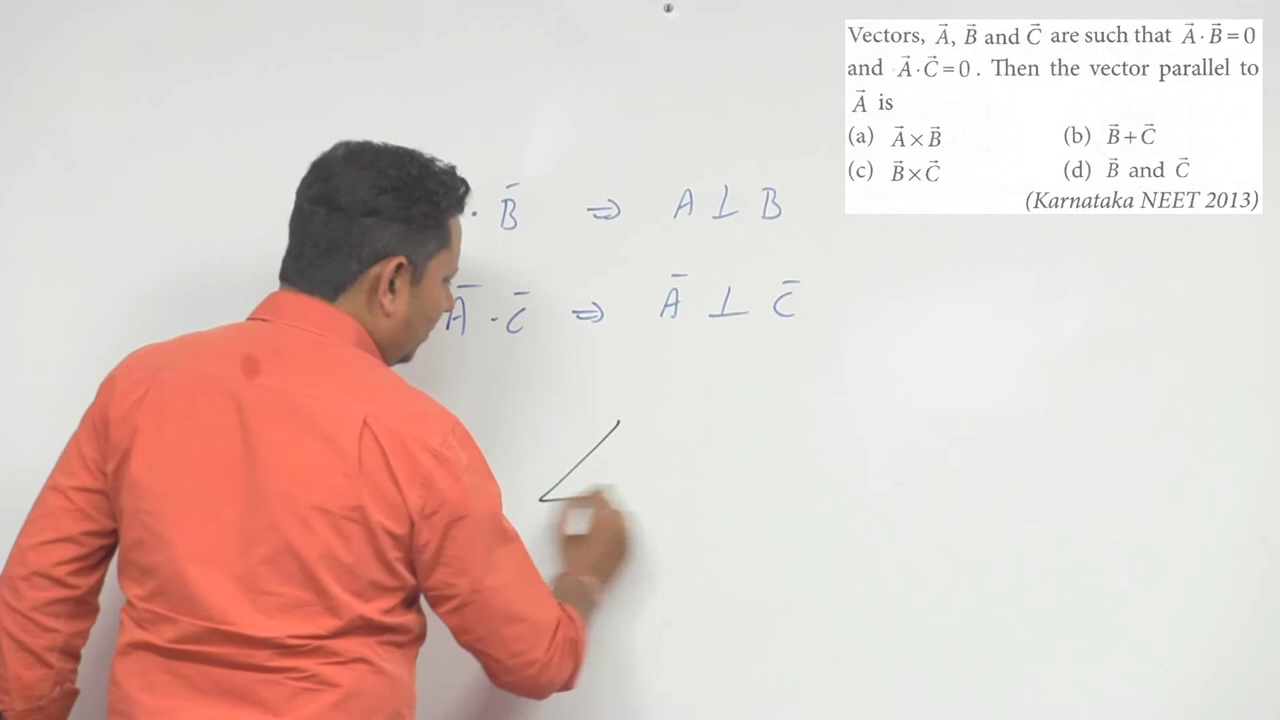 Vectors, A⃗, B⃗ and C⃗ are such that A⃗ · B⃗ = 0
and A⃗ · C⃗ = 0 . Then the vector parallel to
A⃗ is
(a) A⃗ × B⃗ (b) B⃗ + C⃗
(c) B⃗ × C⃗ (d) B⃗ and C⃗
(Karnataka NEET 2013)
· B̄ ⇒ A ⊥ B
Ā · C̄ ⇒ Ā ⊥ C̄